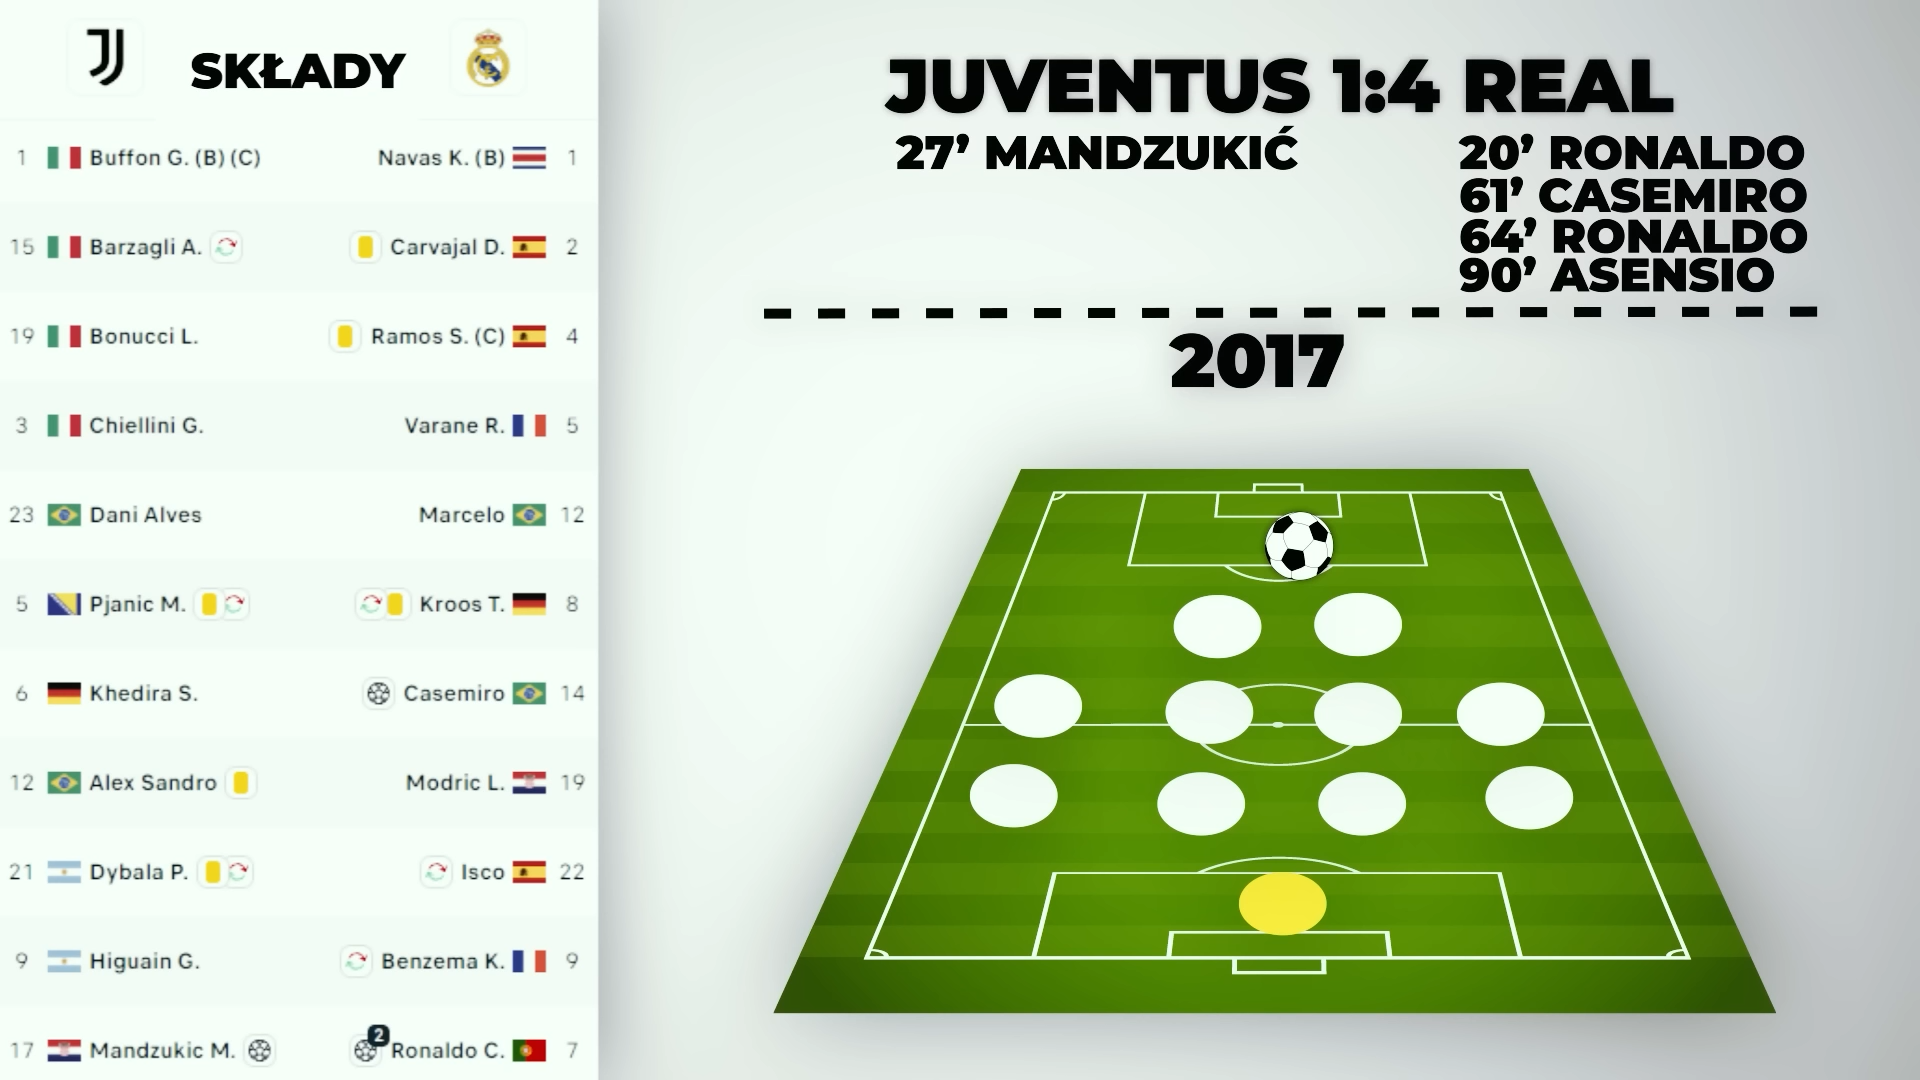 SKŁADY
1 Buffon G. (B) (C) Navas K. (B) 1
15 Barzagli A. Carvajal D. 2
19 Bonucci L. Ramos S. (C) 4
3 Chiellini G. Varane R. 5
23 Dani Alves Marcelo 12
5 Pjanic M. Kroos T. 8
6 Khedira S. Casemiro 14
12 Alex Sandro Modric L. 19
21 Dybala P. Isco 22
9 Higuain G. Benzema K. 9
17 Mandzukic M. 2 Ronaldo C. 7
JUVENTUS 1:4 REAL
27’ MANDZUKIĆ 20’ RONALDO
61’ CASEMIRO
64’ RONALDO
90’ ASENSIO
2017